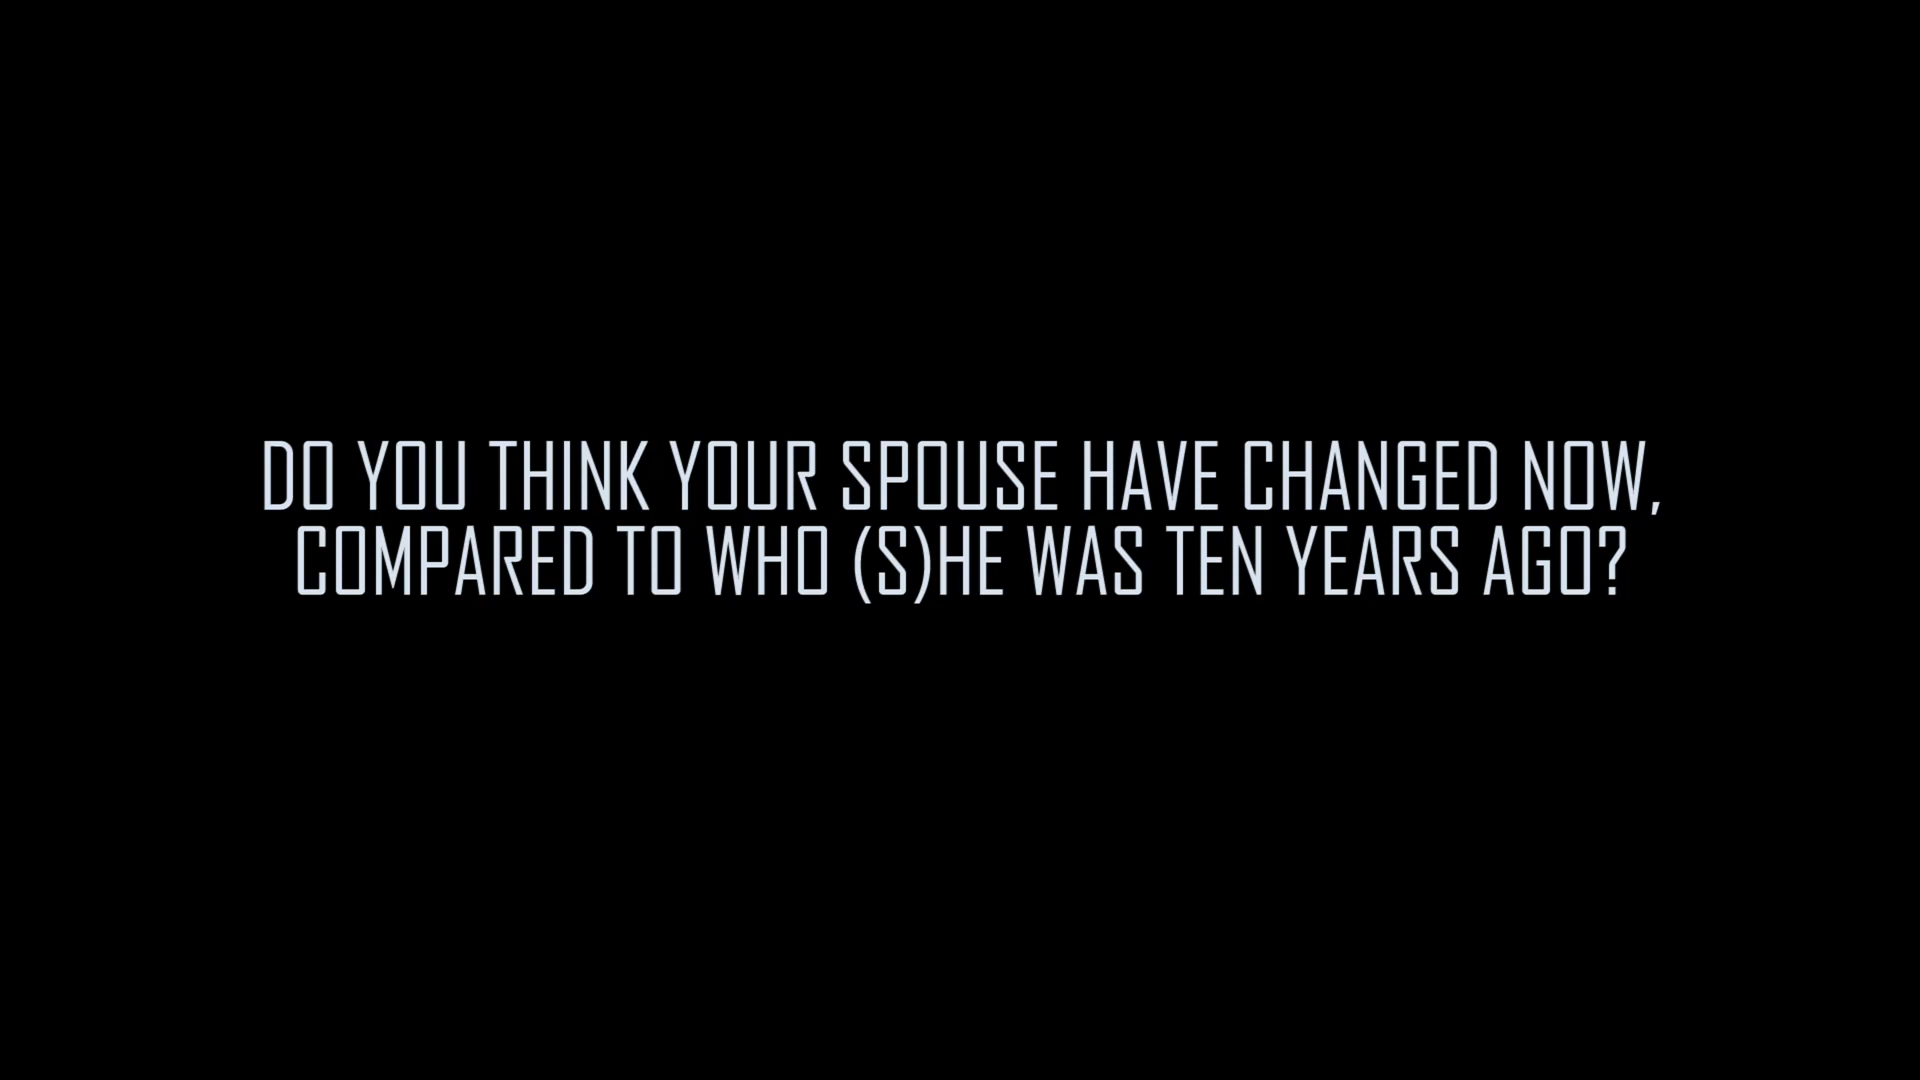 DO YOU THINK YOUR SPOUSE HAVE CHANGED NOW,
COMPARED TO WHO (S)HE WAS TEN YEARS AGO?